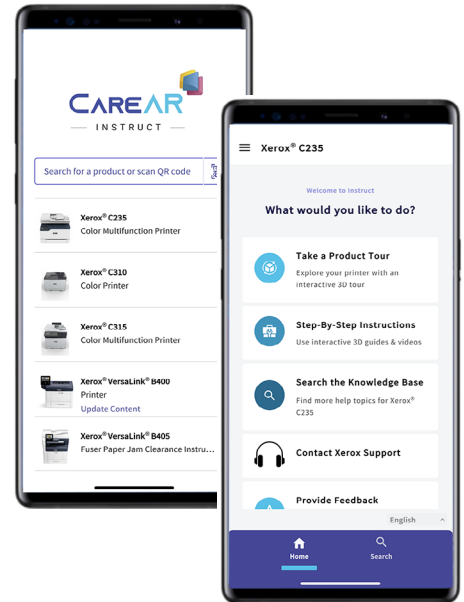 CAREAR
INSTRUCT
Search for a product or scan QR code
Xerox® C235
Color Multifunction Printer
Xerox® C310
Color Printer
Xerox® C315
Color Multifunction Printer
Xerox® VersaLink® B400
Printer
Update Content
Xerox® VersaLink® B405
Fuser Paper Jam Clearance Instru...
Xerox® C235
Welcome to Instruct
What would you like to do?
Take a Product Tour
Explore your printer with an
interactive 3D tour
Step-By-Step Instructions
Use interactive 3D guides & videos
Search the Knowledge Base
Find more help topics for Xerox®
C235
Contact Xerox Support
Provide Feedback
English
Home
Search